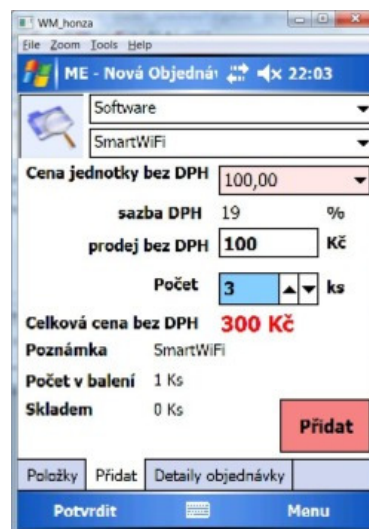 WM_honza
File Zoom Tools Help
ME - Nová Objednáv 22:03
Software
SmartWiFi
Cena jednotky bez DPH 100,00
sazba DPH 19 %
prodej bez DPH 100 Kč
Počet 3 ks
Celková cena bez DPH 300 Kč
Poznámka SmartWiFi
Počet v balení 1 Ks
Skladem 0 Ks
Přidat
Položky Přidat Detaily objednávky
Potvrdit Menu